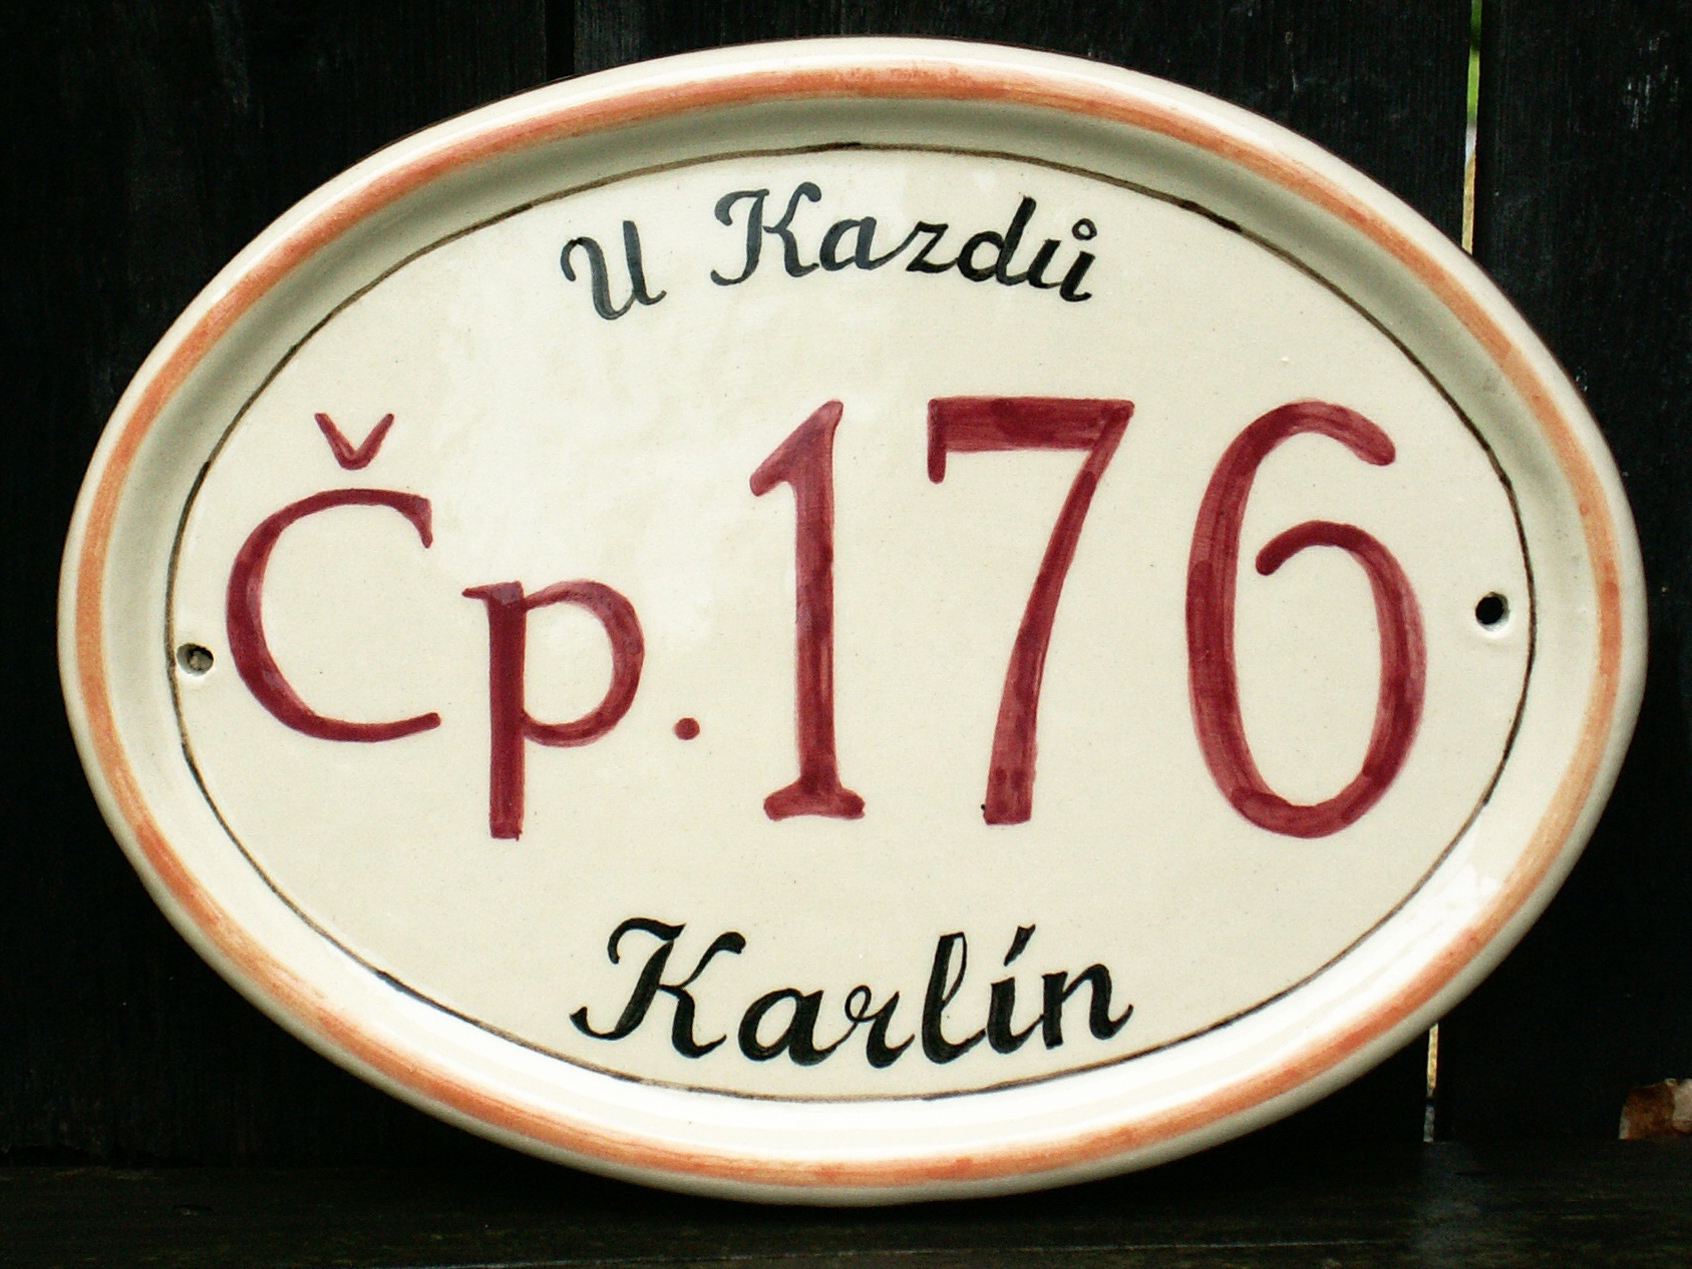 U Kazdů
Čp. 176
Karlín